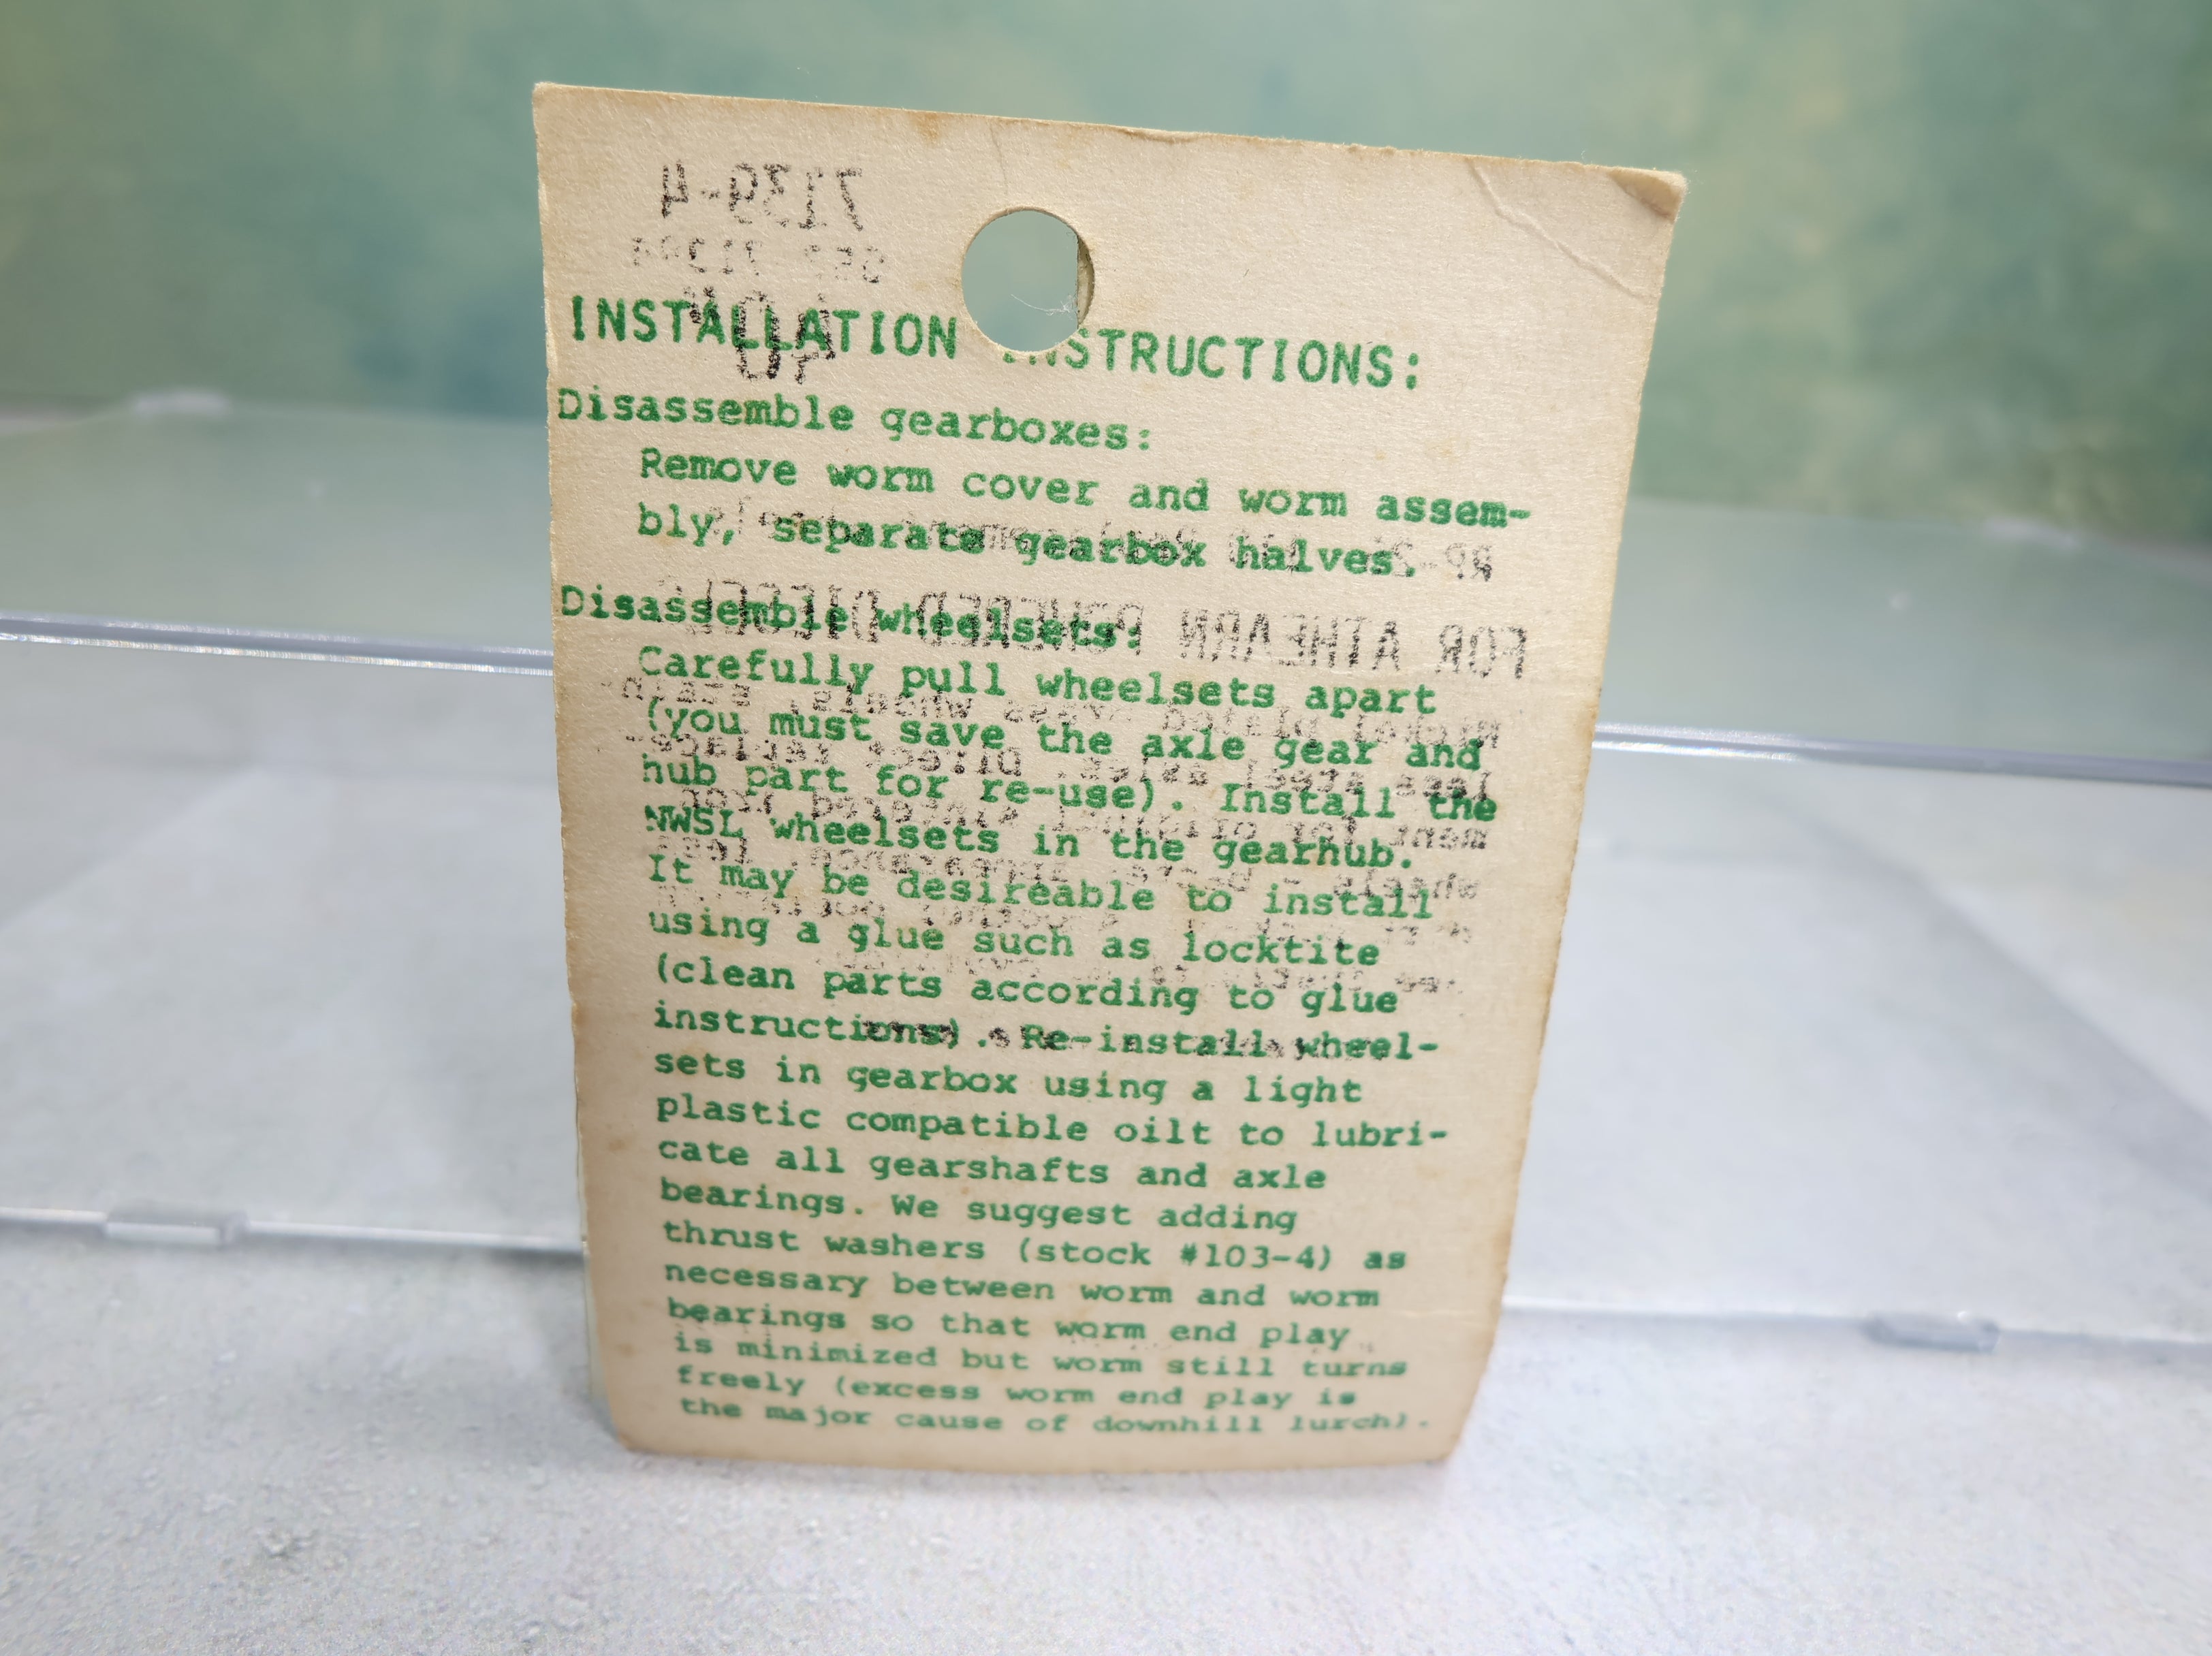 7139-4
40"
INSTALLATION INSTRUCTIONS:
Disassemble gearboxes:
Remove worm cover and worm assem-
bly, separate gearbox halves.
Disassemble wheelsets:
FOR ATHEARN POWERED DIESELS
Carefully pull wheelsets apart
(you must save the axle gear and
hub part for re-use). Install the
NWSL wheelsets in the gearhub.
It may be desireable to install
using a glue such as locktite
(clean parts according to glue
instructions). Re-install wheel-
sets in gearbox using a light
plastic compatible oilt to lubri-
cate all gearshafts and axle
bearings. We suggest adding
thrust washers (stock #103-4) as
necessary between worm and worm
bearings so that worm end play
is minimized but worm still turns
freely (excess worm end play is
the major cause of downhill lurch).